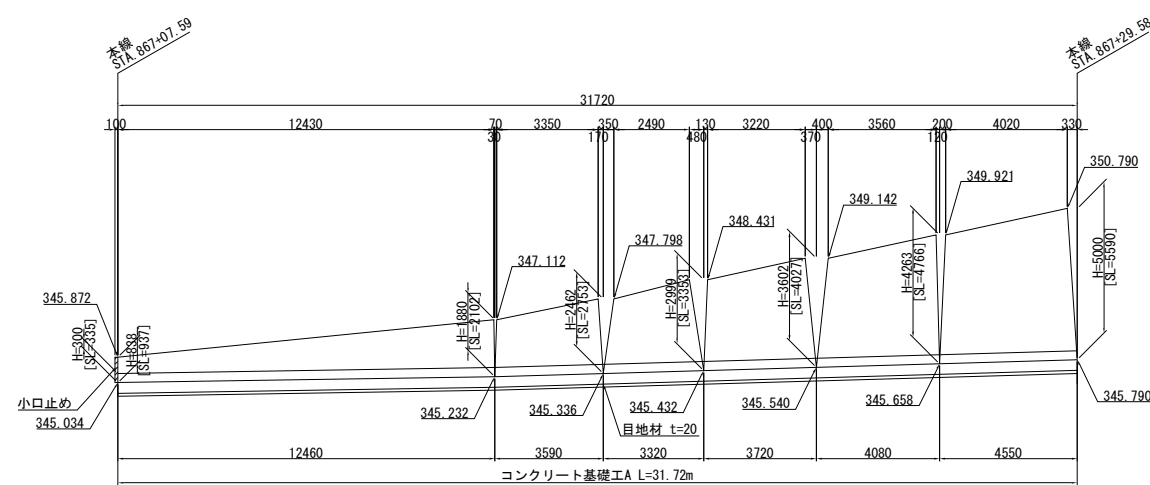 本線
STA.867+07.59
本線
STA.867+29.58
31720
100
12430
70
30
3350
350
170
2490
480
130
3220
370
400
3560
200
120
4020
330
350.790
349.921
349.142
348.431
347.798
347.112
345.872
H=300
[SL=335]
H=838
[SL=937]
H=1880
[SL=2102]
H=2462
[SL=2753]
H=2999
[SL=3353]
H=3602
[SL=4027]
H=4263
[SL=4766]
H=5000
[SL=5590]
小口止め
345.034
345.232
345.336
345.432
345.540
345.658
345.790
目地材 t=20
12460
3590
3320
3720
4080
4550
コンクリート基礎工A L=31.72m